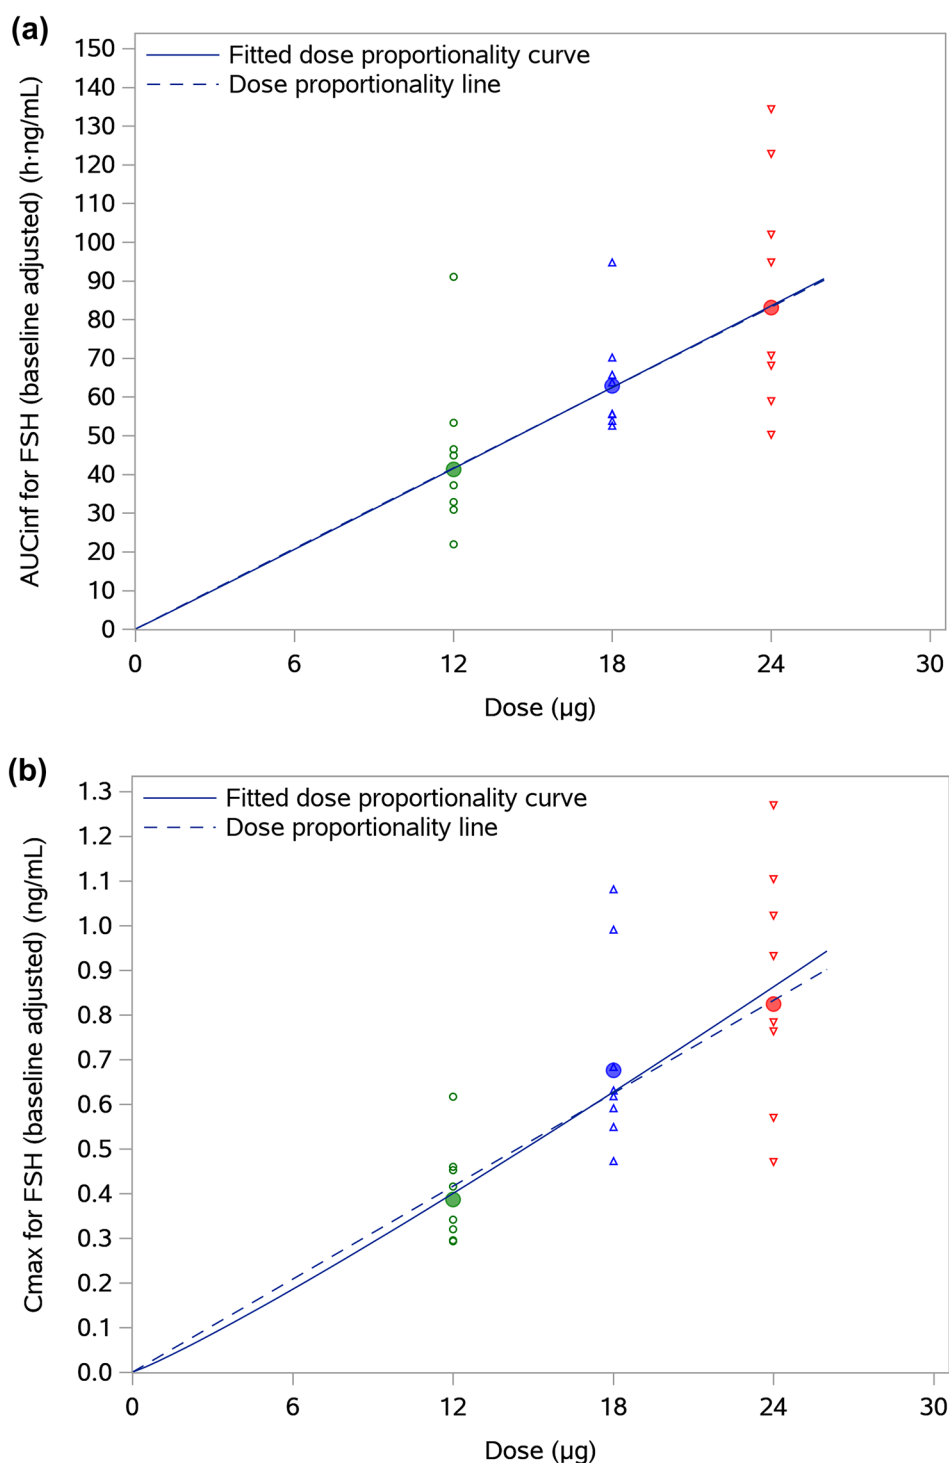 (a)
Fitted dose proportionality curve
Dose proportionality line
AUCinf for FSH (baseline adjusted) (h·ng/mL)
150
140
130
120
110
100
90
80
70
60
50
40
30
20
10
0
0 6 12 18 24 30
Dose (µg)
(b)
Fitted dose proportionality curve
Dose proportionality line
Cmax for FSH (baseline adjusted) (ng/mL)
1.3
1.2
1.1
1.0
0.9
0.8
0.7
0.6
0.5
0.4
0.3
0.2
0.1
0.0
0 6 12 18 24 30
Dose (µg)